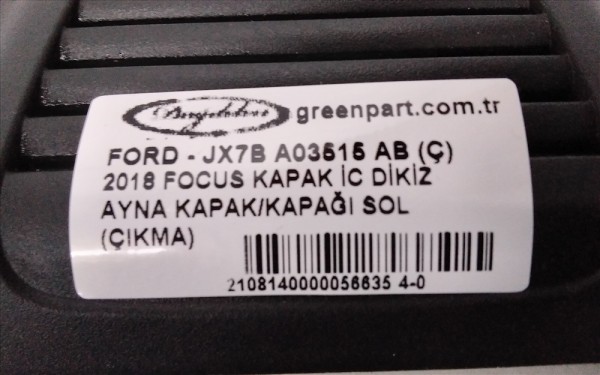 greenpart.com.tr
FORD - JX7B A03515 AB (Ç)
2018 FOCUS KAPAK İC DİKİZ
AYNA KAPAK/KAPAĞI SOL
(ÇIKMA)
2108140000056635 4-0